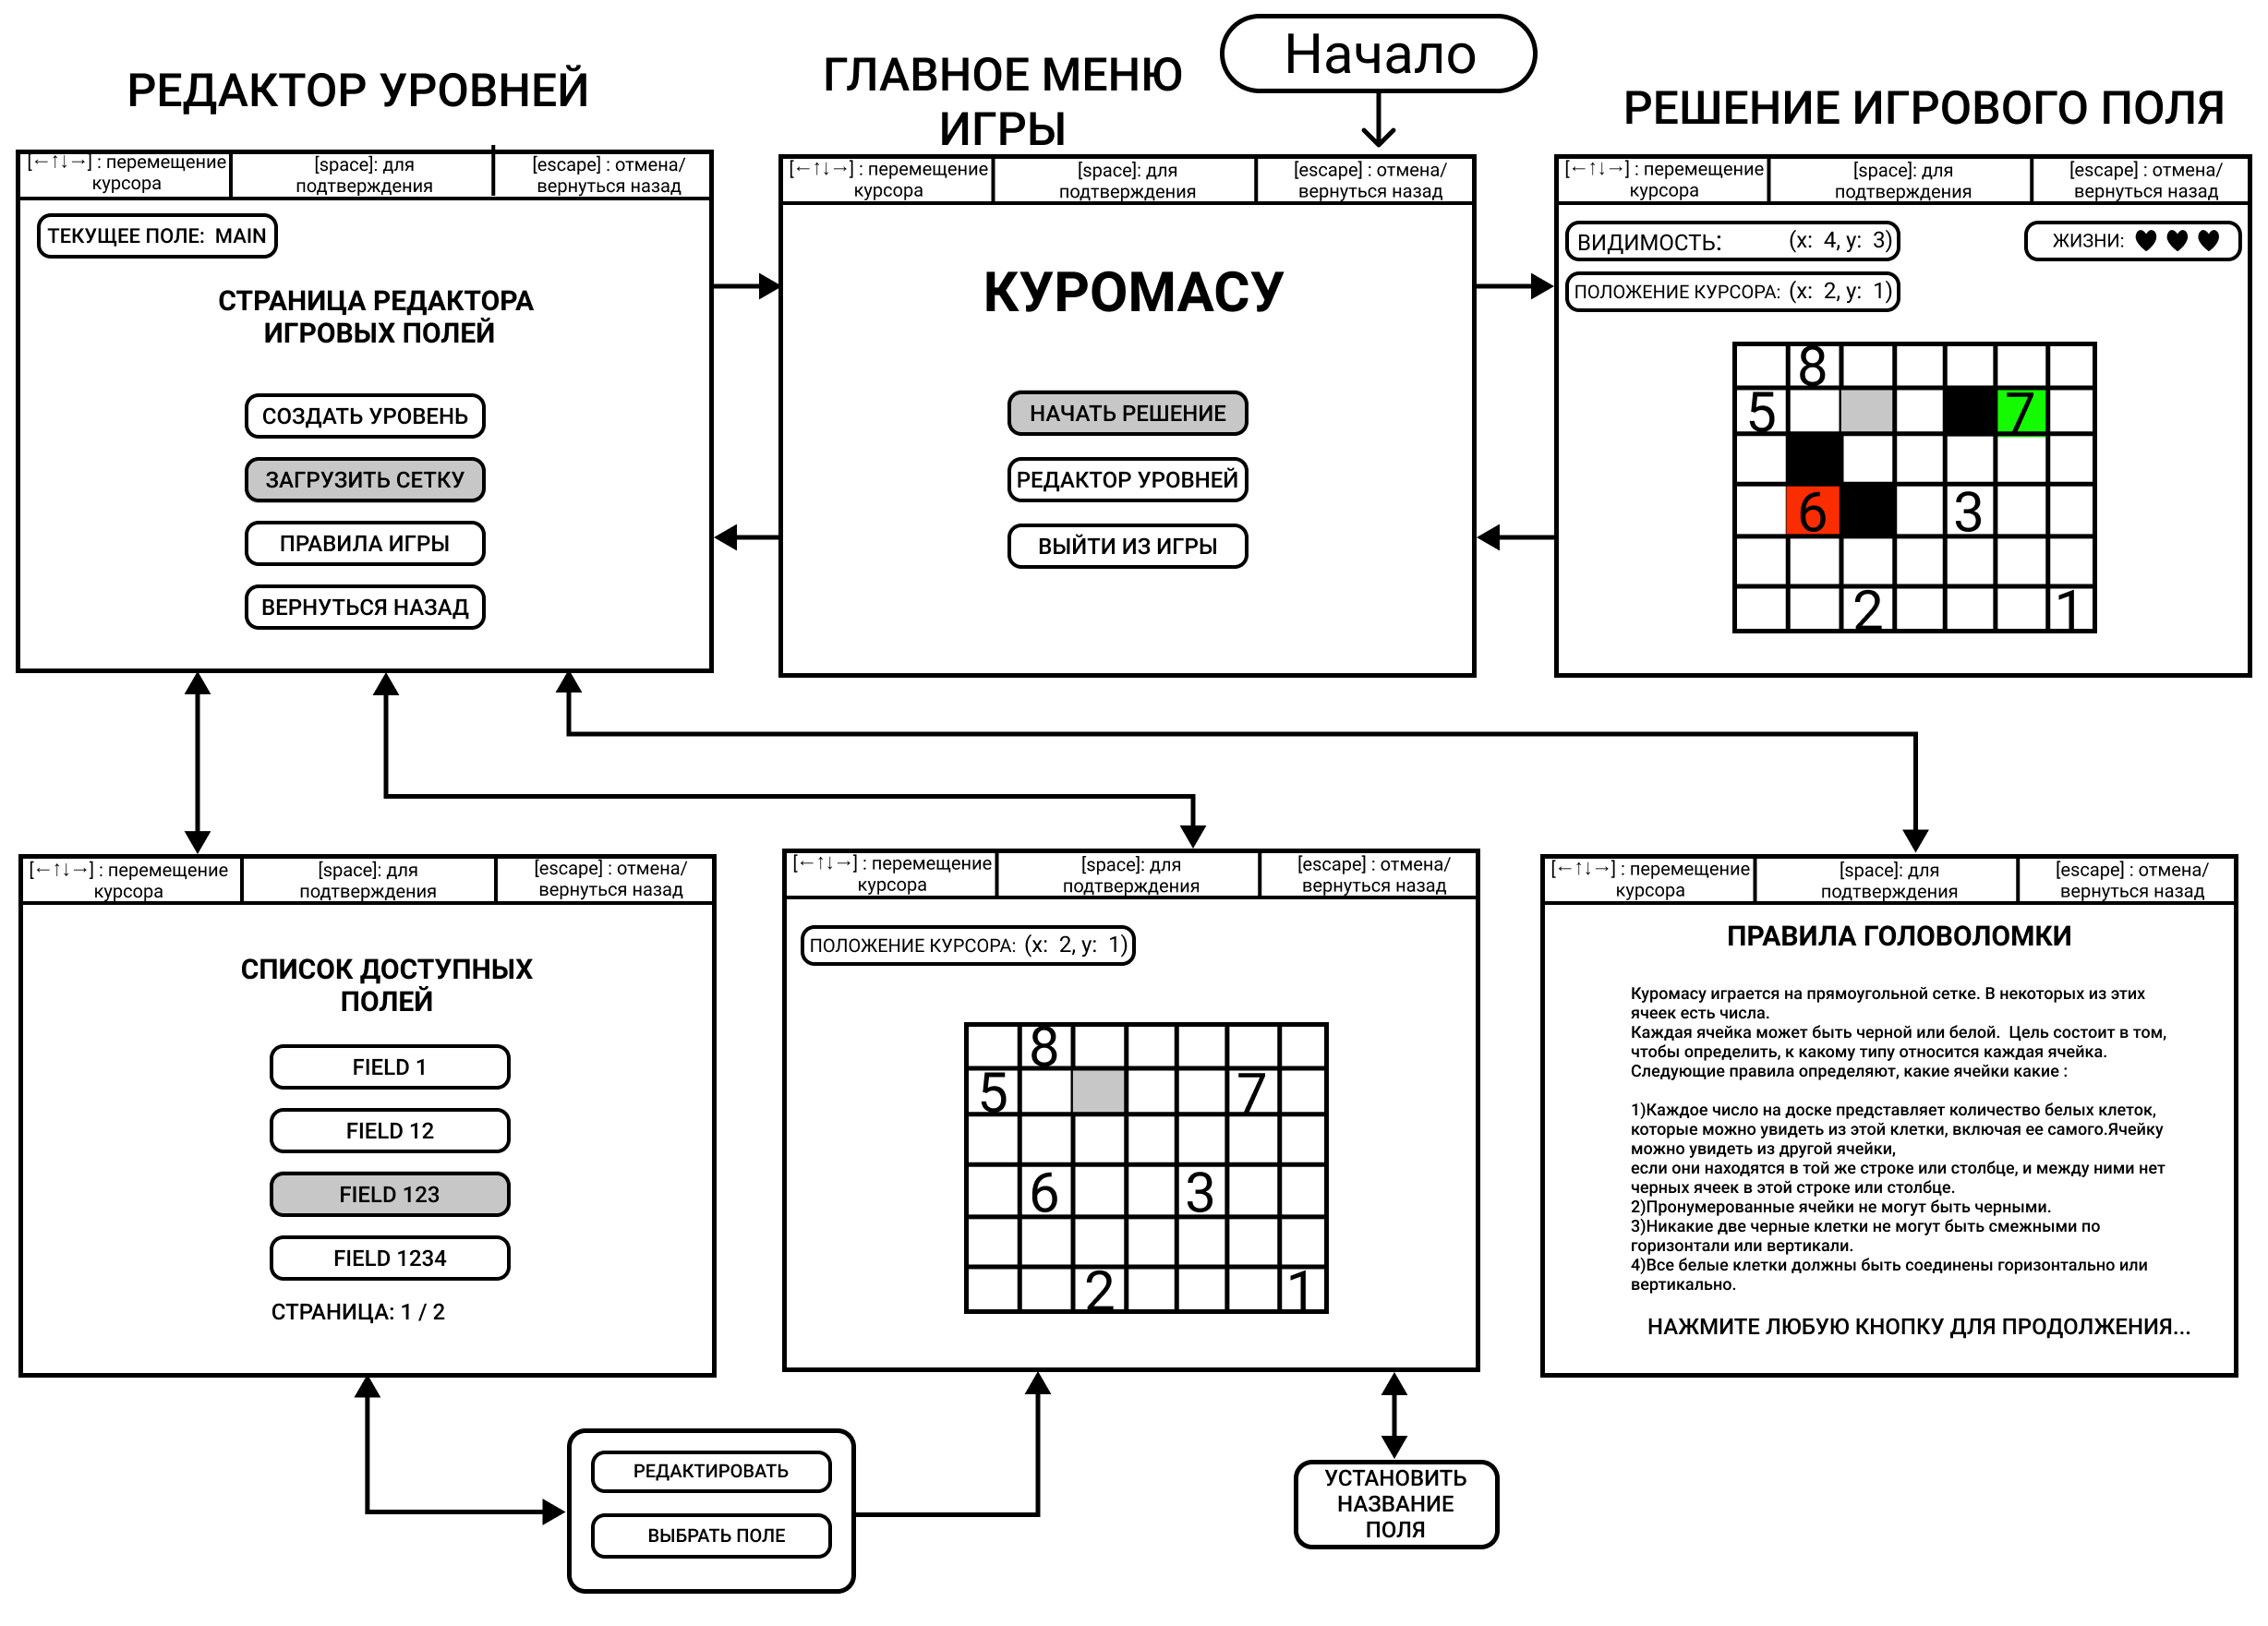 Начало
РЕДАКТОР УРОВНЕЙ
ГЛАВНОЕ МЕНЮ
ИГРЫ
РЕШЕНИЕ ИГРОВОГО ПОЛЯ
[←↑↓→] : перемещение
курсора
[space]: для
подтверждения
[escape] : отмена/
вернуться назад
ТЕКУЩЕЕ ПОЛЕ: MAIN
СТРАНИЦА РЕДАКТОРА
ИГРОВЫХ ПОЛЕЙ
СОЗДАТЬ УРОВЕНЬ
ЗАГРУЗИТЬ СЕТКУ
ПРАВИЛА ИГРЫ
ВЕРНУТЬСЯ НАЗАД
[←↑↓→] : перемещение
курсора
[space]: для
подтверждения
[escape] : отмена/
вернуться назад
КУРОМАСУ
НАЧАТЬ РЕШЕНИЕ
РЕДАКТОР УРОВНЕЙ
ВЫЙТИ ИЗ ИГРЫ
[←↑↓→] : перемещение
курсора
[space]: для
подтверждения
[escape] : отмена/
вернуться назад
ВИДИМОСТЬ: (x: 4, y: 3)
ЖИЗНИ: ♥ ♥ ♥
ПОЛОЖЕНИЕ КУРСОРА: (x: 2, y: 1)
8
5 7
6 3
2 1
[←↑↓→] : перемещение
курсора
[space]: для
подтверждения
[escape] : отмена/
вернуться назад
СПИСОК ДОСТУПНЫХ
ПОЛЕЙ
FIELD 1
FIELD 12
FIELD 123
FIELD 1234
СТРАНИЦА: 1 / 2
[←↑↓→] : перемещение
курсора
[space]: для
подтверждения
[escape] : отмена/
вернуться назад
ПОЛОЖЕНИЕ КУРСОРА: (x: 2, y: 1)
8
5 7
6 3
2 1
[←↑↓→] : перемещение
курсора
[space]: для
подтверждения
[escape] : отмена/
вернуться назад
ПРАВИЛА ГОЛОВОЛОМКИ
Куромасу играется на прямоугольной сетке. В некоторых из этих
ячеек есть числа.
Каждая ячейка может быть черной или белой. Цель состоит в том,
чтобы определить, к какому типу относится каждая ячейка.
Следующие правила определяют, какие ячейки какие :
1)Каждое число на доске представляет количество белых клеток,
которые можно увидеть из этой клетки, включая ее самого.Ячейку
можно увидеть из другой ячейки,
если они находятся в той же строке или столбце, и между ними нет
черных ячеек в этой строке или столбце.
2)Пронумерованные ячейки не могут быть черными.
3)Никакие две черные клетки не могут быть смежными по
горизонтали или вертикали.
4)Все белые клетки должны быть соединены горизонтально или
вертикально.
НАЖМИТЕ ЛЮБУЮ КНОПКУ ДЛЯ ПРОДОЛЖЕНИЯ...
РЕДАКТИРОВАТЬ
ВЫБРАТЬ ПОЛЕ
УСТАНОВИТЬ
НАЗВАНИЕ
ПОЛЯ